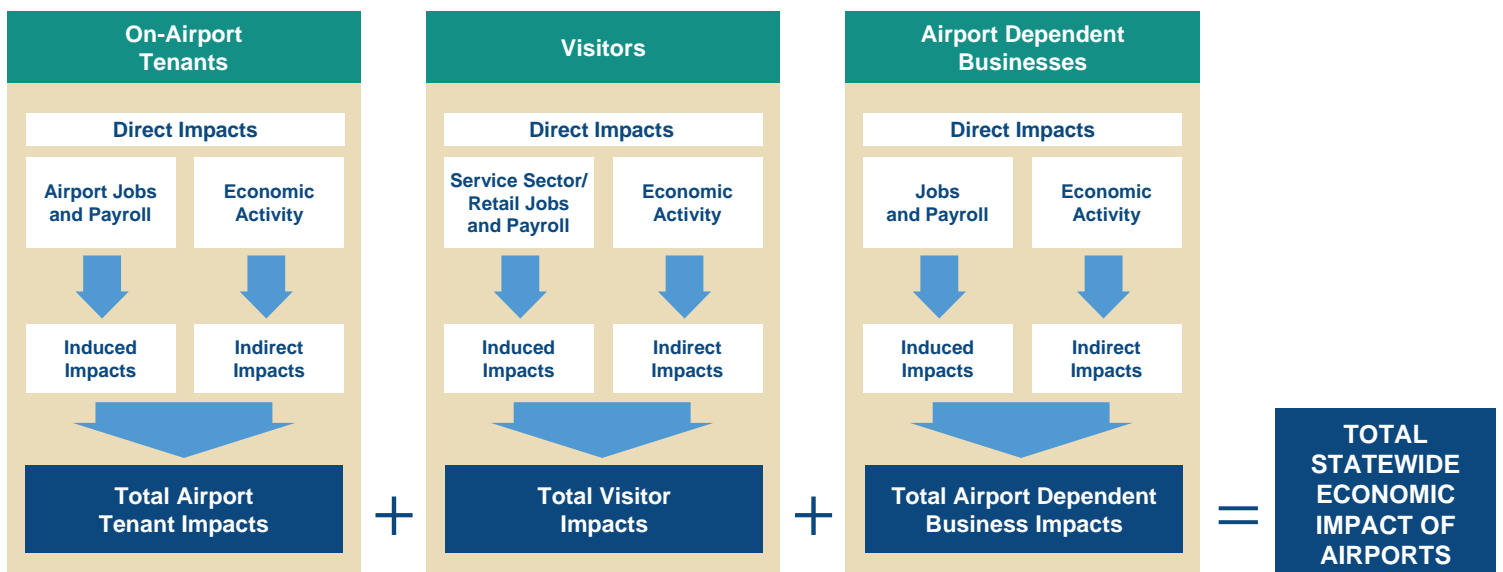 On-Airport
Tenants
Direct Impacts
Airport Jobs
and Payroll
Economic
Activity
Induced
Impacts
Indirect
Impacts
Total Airport
Tenant Impacts
+
Visitors
Direct Impacts
Service Sector/
Retail Jobs
and Payroll
Economic
Activity
Induced
Impacts
Indirect
Impacts
Total Visitor
Impacts
+
Airport Dependent
Businesses
Direct Impacts
Jobs
and Payroll
Economic
Activity
Induced
Impacts
Indirect
Impacts
Total Airport Dependent
Business Impacts
=
TOTAL
STATEWIDE
ECONOMIC
IMPACT OF
AIRPORTS